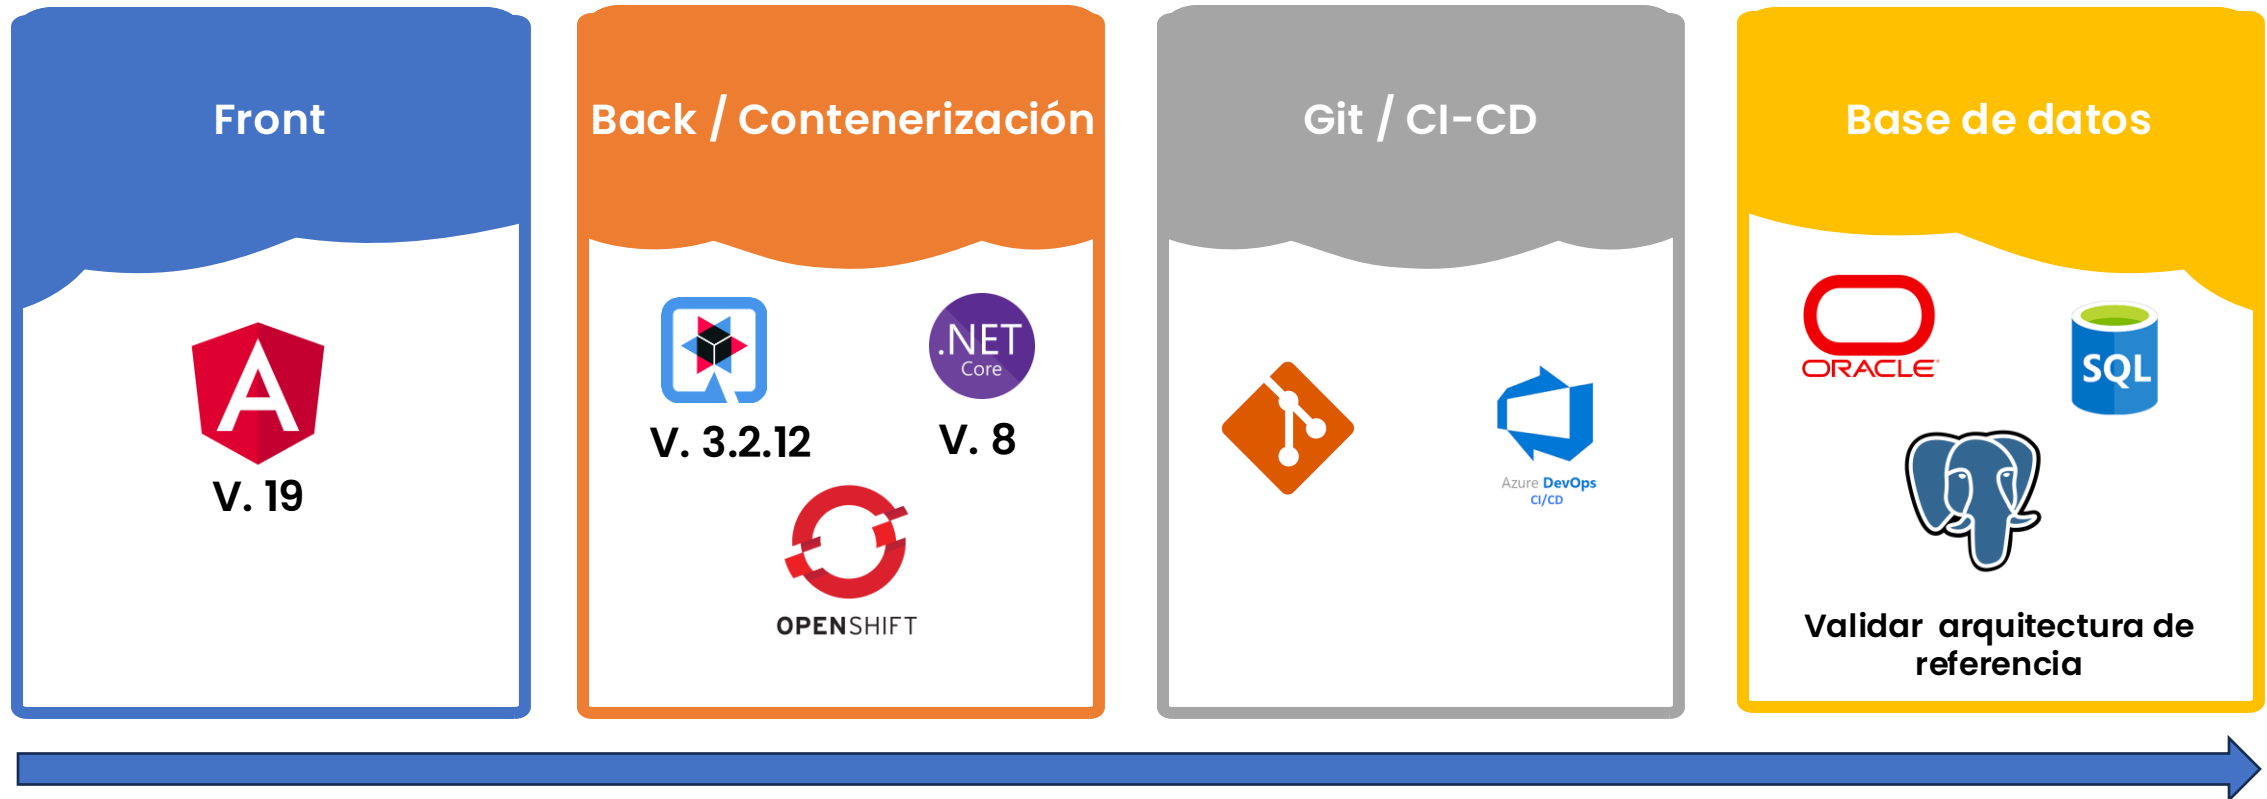 Front
Back / Contenerización
Git / CI-CD
Base de datos
A
V. 19
.NET
Core
V. 3.2.12
V. 8
OPENSHIFT
Azure DevOps
CI/CD
ORACLE
SQL
Validar arquitectura de
referencia